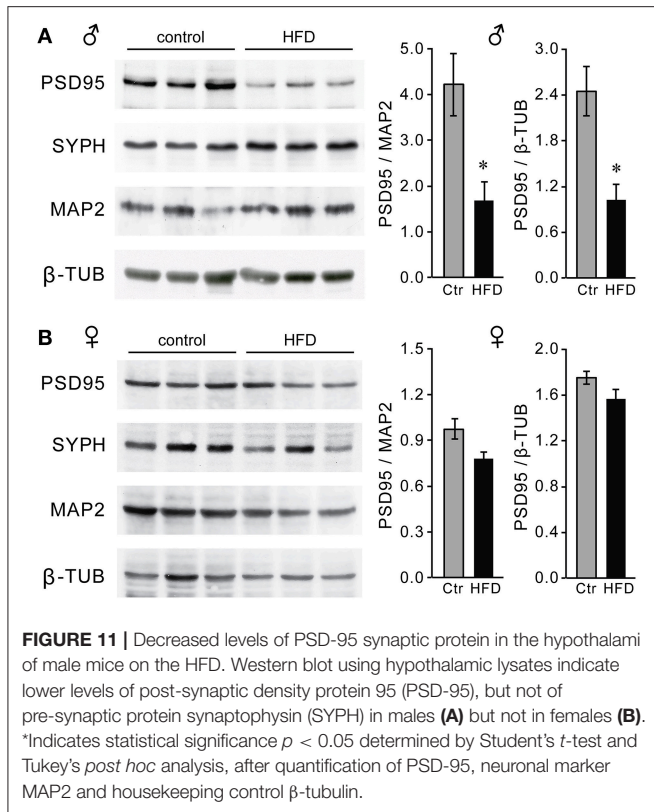 A ♂ control HFD
PSD95
SYPH
MAP2
β-TUB
♂
PSD95 / MAP2
5.0
4.0
3.0
2.0
1.0
0.0
*
Ctr HFD
PSD95 / β-TUB
3.0
2.4
1.8
1.2
0.6
0.0
*
Ctr HFD
B ♀ control HFD
PSD95
SYPH
MAP2
β-TUB
♀
PSD95 / MAP2
1.5
1.2
0.9
0.6
0.3
0.0
Ctr HFD
PSD95 / β-TUB
2.0
1.6
1.2
0.8
0.4
0.0
Ctr HFD
FIGURE 11 | Decreased levels of PSD-95 synaptic protein in the hypothalami
of male mice on the HFD. Western blot using hypothalamic lysates indicate
lower levels of post-synaptic density protein 95 (PSD-95), but not of
pre-synaptic protein synaptophysin (SYPH) in males (A) but not in females (B).
*Indicates statistical significance p < 0.05 determined by Student's t-test and
Tukey's post hoc analysis, after quantification of PSD-95, neuronal marker
MAP2 and housekeeping control β-tubulin.